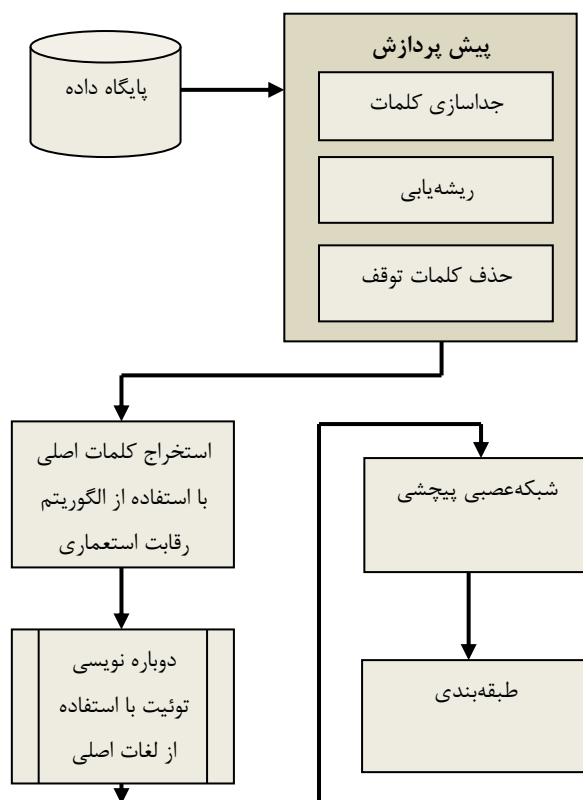 پایگاه داده
پیش پردازش
جداسازی کلمات
ریشه‌یابی
حذف کلمات توقف
استخراج کلمات اصلی
با استفاده از الگوریتم
رقابت استعماری
دوباره نویسی
توئیت با استفاده
از لغات اصلی
شبکه‌عصبی پیچشی
طبقه‌بندی